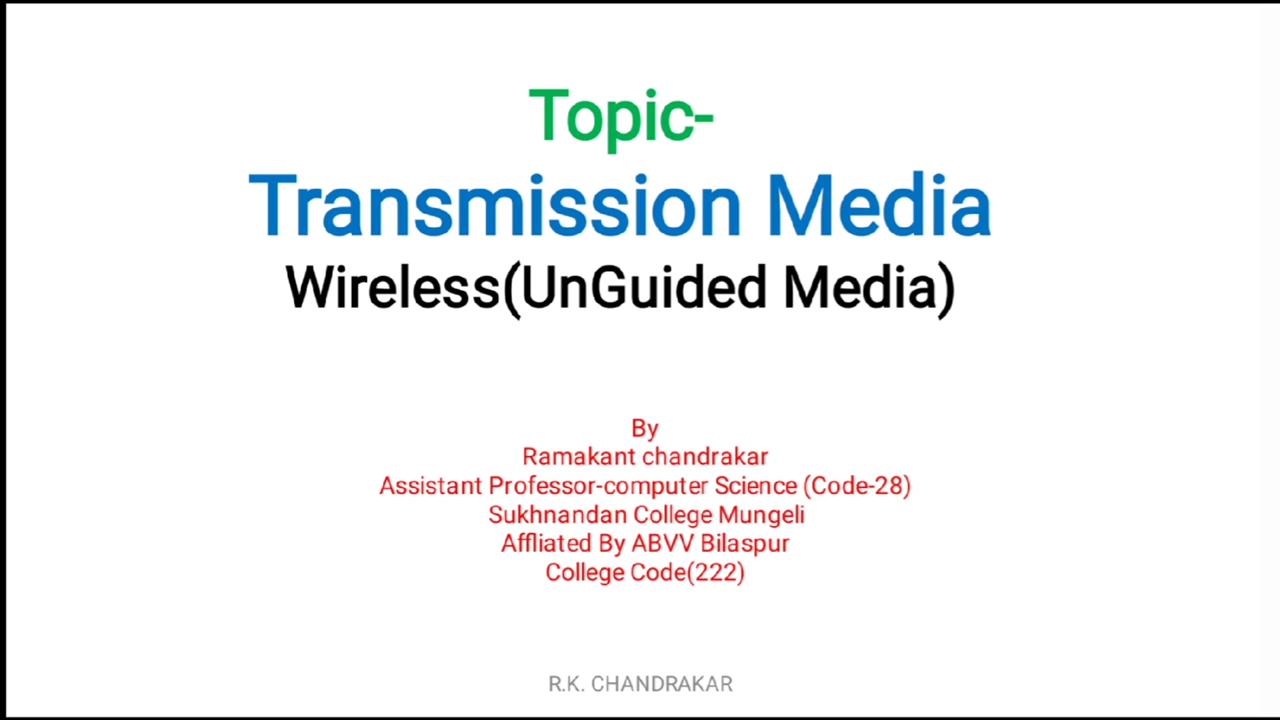 Topic-
Transmission Media
Wireless(UnGuided Media)
By
Ramakant chandrakar
Assistant Professor-computer Science (Code-28)
Sukhnandan College Mungeli
Affliated By ABVV Bilaspur
College Code(222)
R.K. CHANDRAKAR